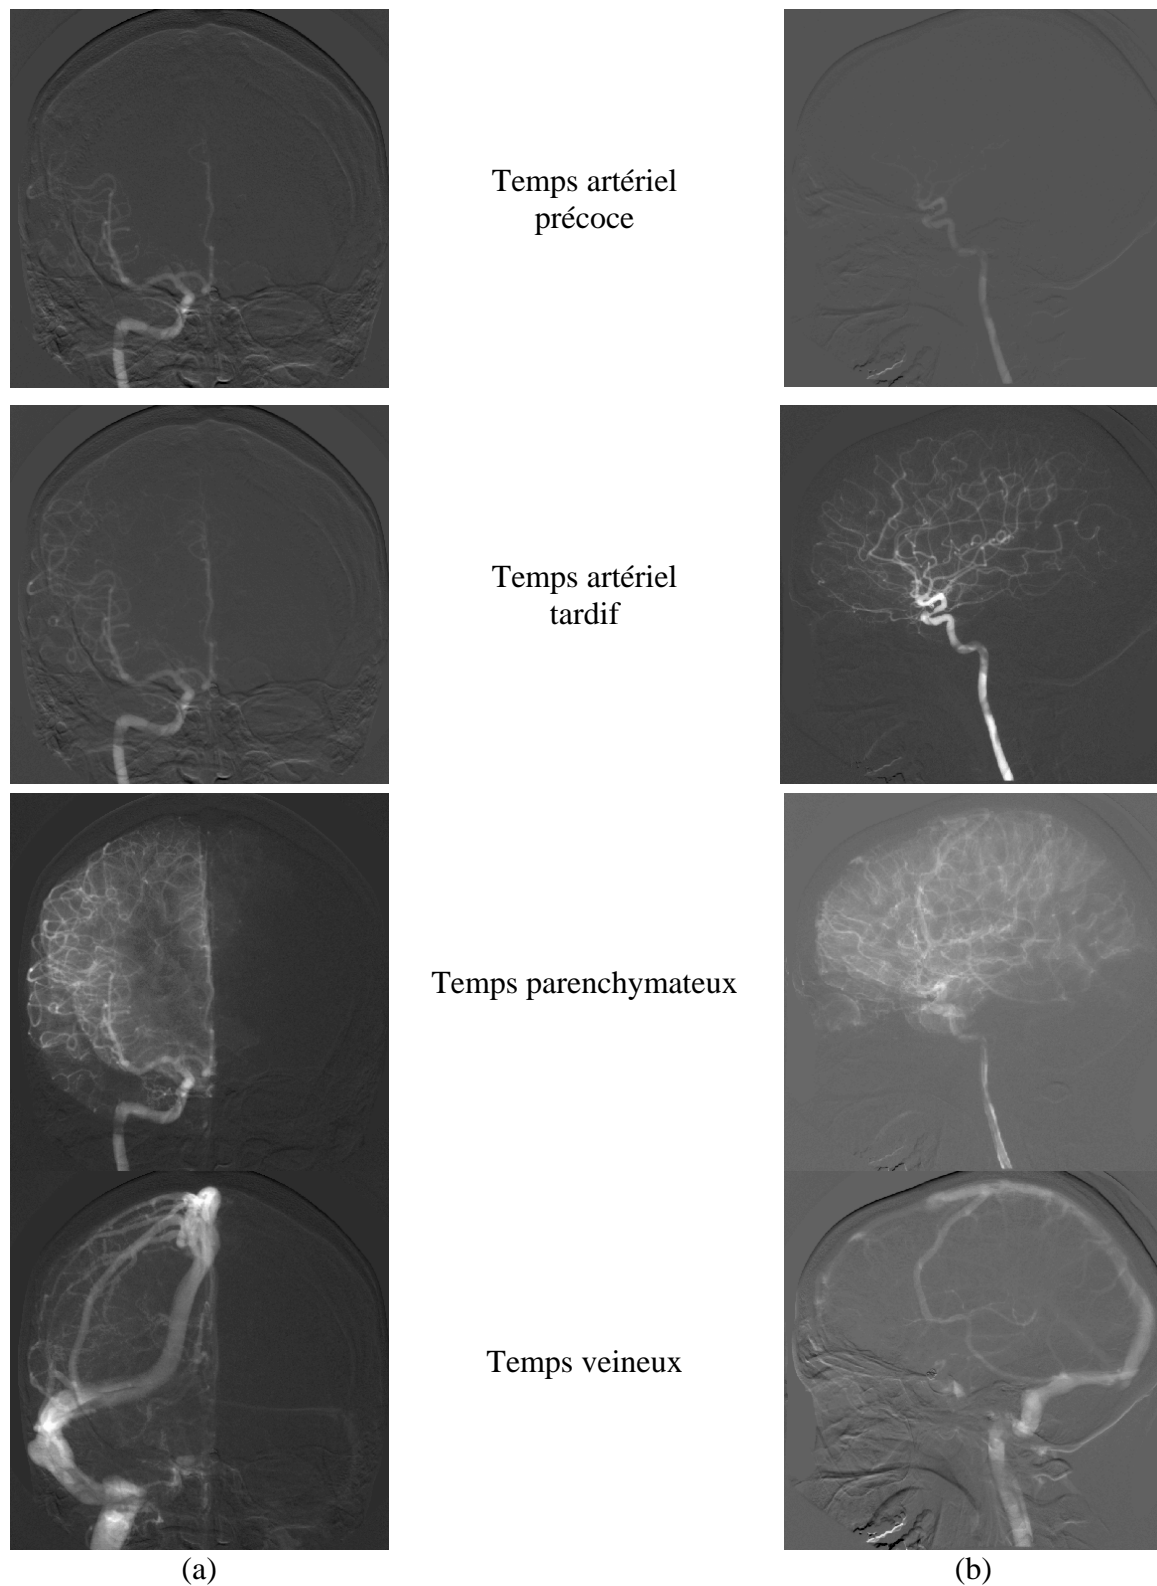 Temps artériel
précoce
Temps artériel
tardif
Temps parenchymateux
Temps veineux
(a)
(b)